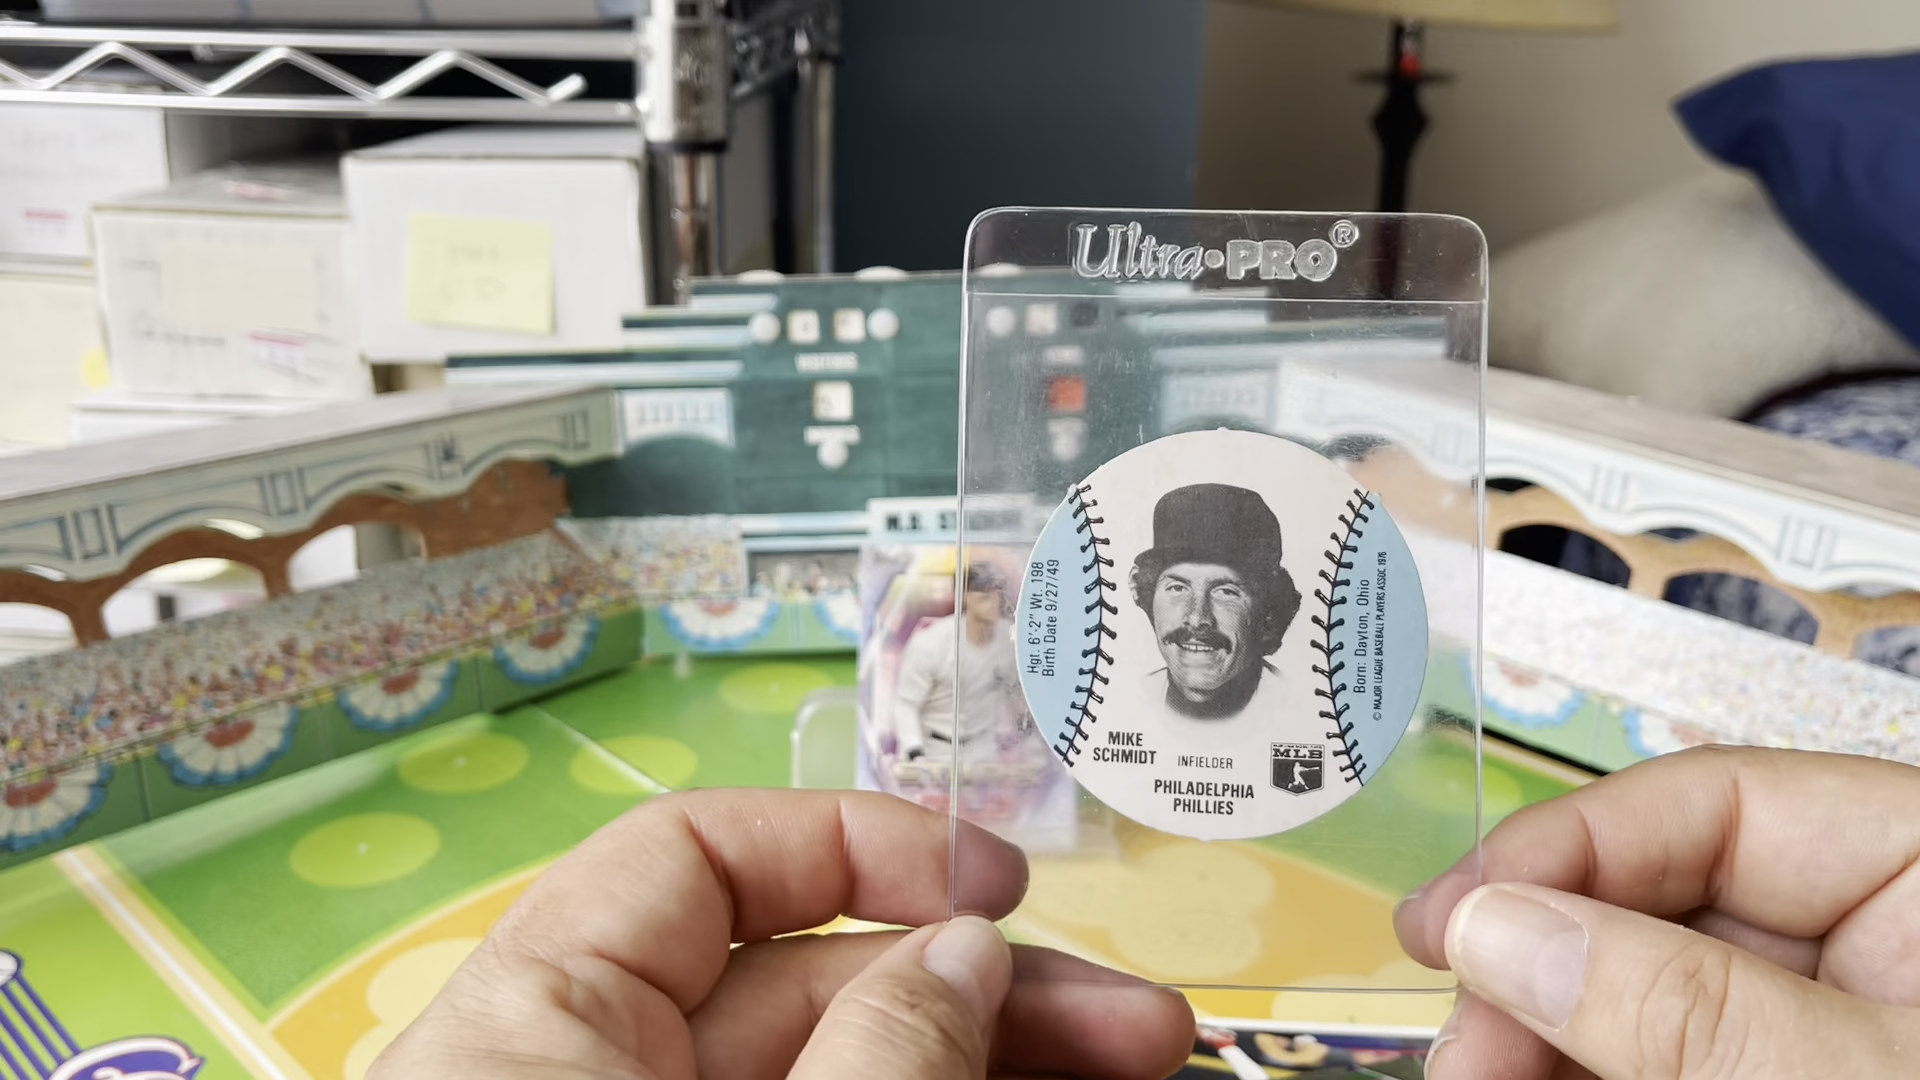 Ultra•PRO®
VISITORS
Hgt. 6'-2" Wt. 198
Birth Date 9/27/49
Born: Dayton, Ohio
© MAJOR LEAGUE BASEBALL PLAYERS ASSOC 1976
MIKE
SCHMIDT
INFIELDER
MLB
PHILADELPHIA
PHILLIES